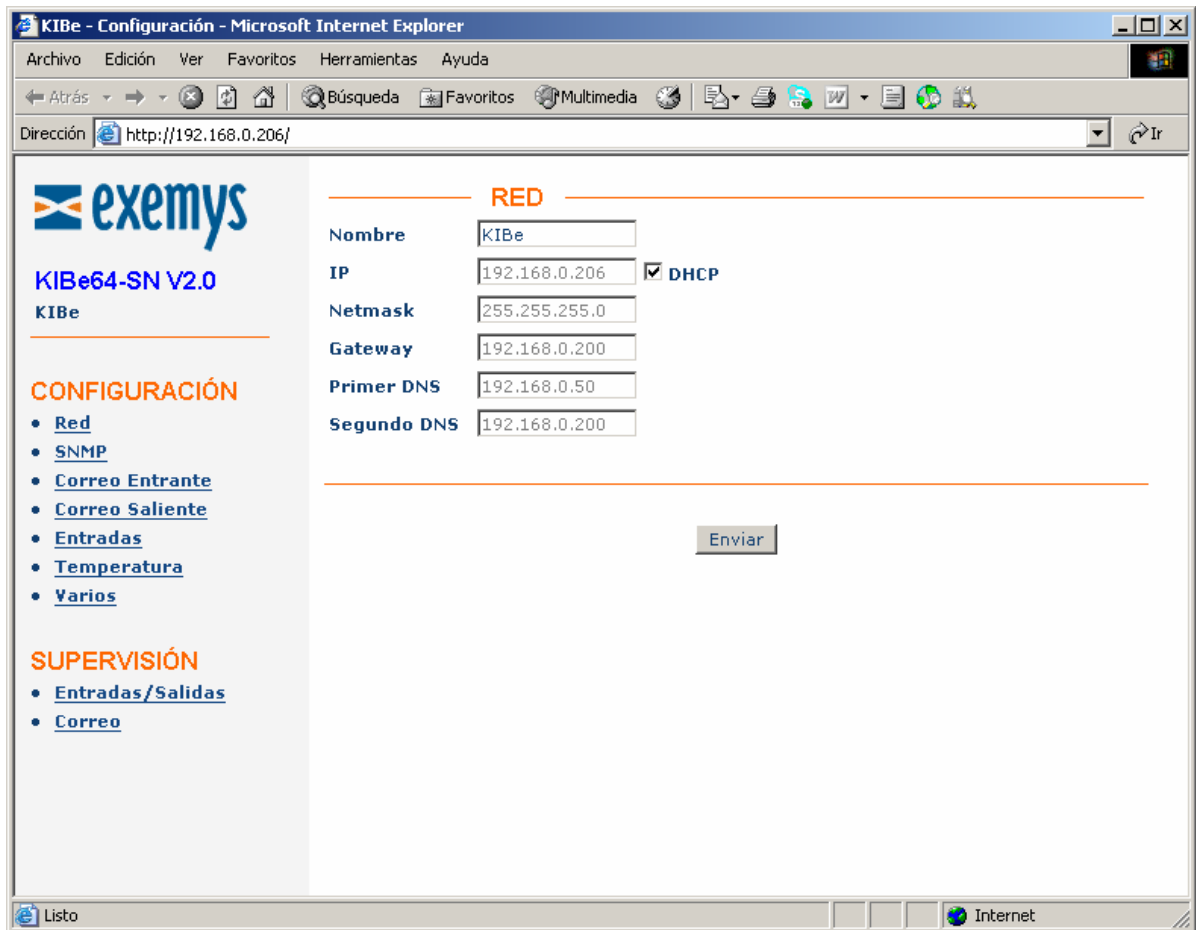 KIBe - Configuración - Microsoft Internet Explorer
Archivo Edición Ver Favoritos Herramientas Ayuda
Atrás Búsqueda Favoritos Multimedia
Dirección http://192.168.0.206/ Ir
exemys
KIBe64-SN V2.0
KIBe
CONFIGURACIÓN
Red
SNMP
Correo Entrante
Correo Saliente
Entradas
Temperatura
Varios
SUPERVISIÓN
Entradas/Salidas
Correo
RED
Nombre KIBe
IP 192.168.0.206 DHCP
Netmask 255.255.255.0
Gateway 192.168.0.200
Primer DNS 192.168.0.50
Segundo DNS 192.168.0.200
Enviar
Listo Internet